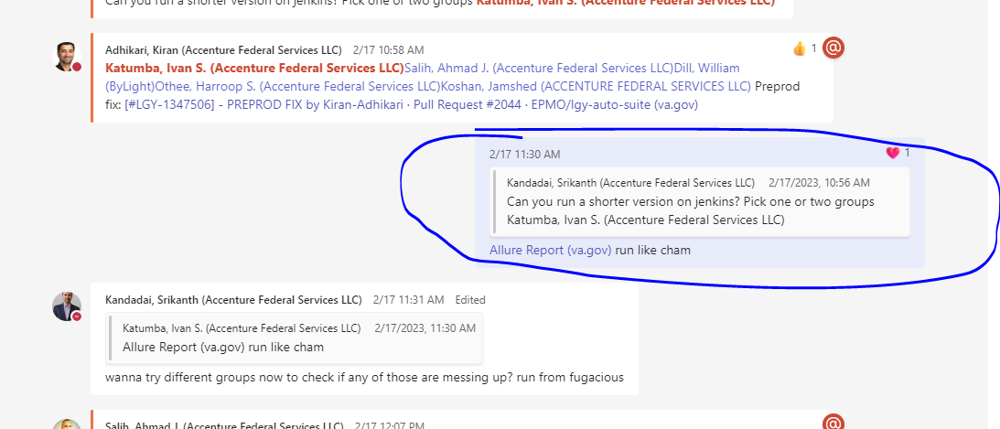 Can you run a shorter version on jenkins? Pick one or two groups Katumba, Ivan S. (Accenture Federal Services LLC)
Adhikari, Kiran (Accenture Federal Services LLC) 2/17 10:58 AM
👍 1 @
Katumba, Ivan S. (Accenture Federal Services LLC)Salih, Ahmad J. (Accenture Federal Services LLC)Dill, William
(ByLight)Othee, Harroop S. (Accenture Federal Services LLC)Koshan, Jamshed (ACCENTURE FEDERAL SERVICES LLC) Preprod
fix: [#LGY-1347506] - PREPROD FIX by Kiran-Adhikari · Pull Request #2044 · EPMO/lgy-auto-suite (va.gov)
2/17 11:30 AM
1
Kandadai, Srikanth (Accenture Federal Services LLC) 2/17/2023, 10:56 AM
Can you run a shorter version on jenkins? Pick one or two groups
Katumba, Ivan S. (Accenture Federal Services LLC)
Allure Report (va.gov) run like cham
Kandadai, Srikanth (Accenture Federal Services LLC) 2/17 11:31 AM Edited
Katumba, Ivan S. (Accenture Federal Services LLC) 2/17/2023, 11:30 AM
Allure Report (va.gov) run like cham
wanna try different groups now to check if any of those are messing up? run from fugacious
Salih, Ahmad J. (Accenture Federal Services LLC) 2/17 12:07 PM
@